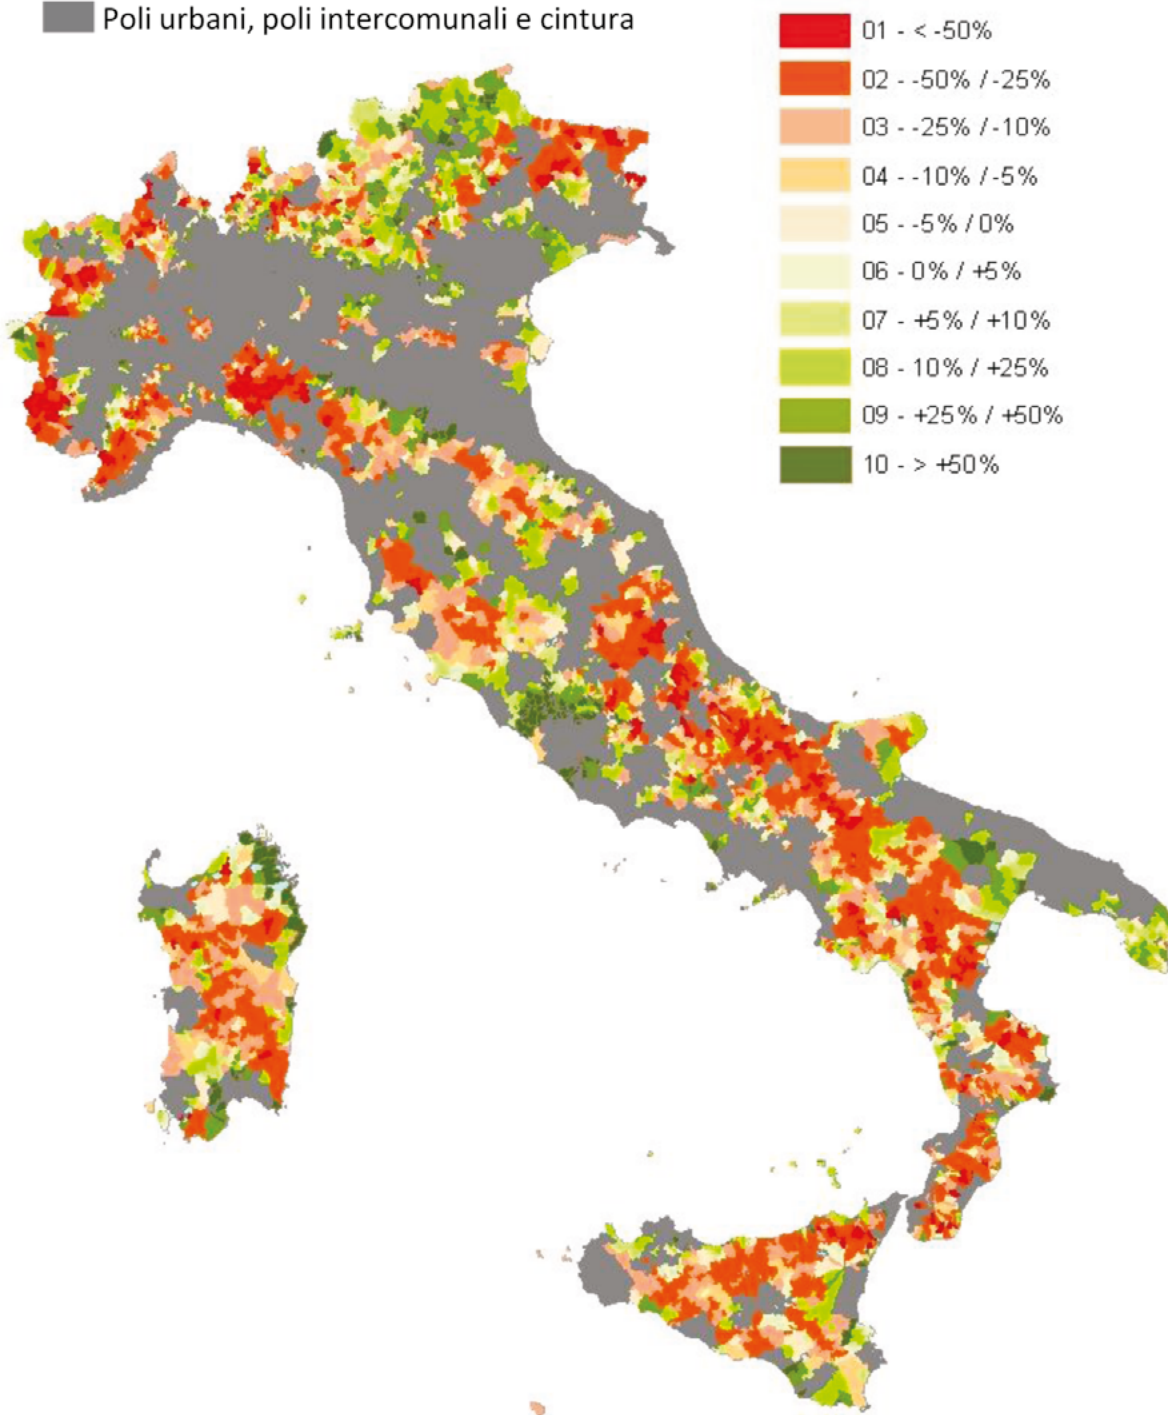 Poli urbani, poli intercomunali e cintura
01 - < -50%
02 - -50% / -25%
03 - -25% / -10%
04 - -10% / -5%
05 - -5% / 0%
06 - 0% / +5%
07 - +5% / +10%
08 - 10% / +25%
09 - +25% / +50%
10 - > +50%